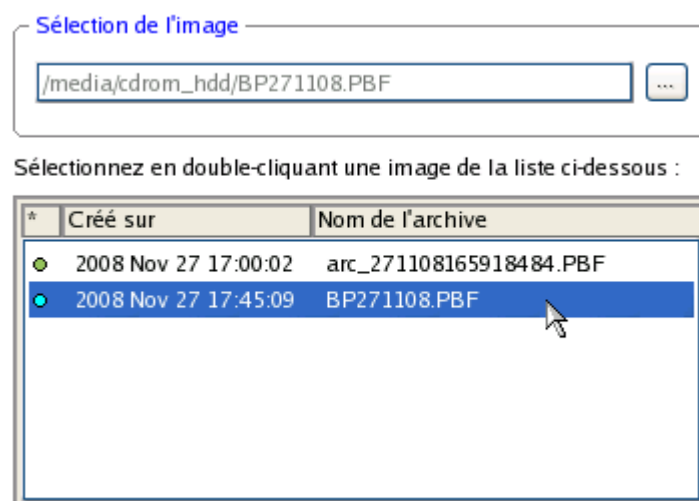 Sélection de l'image
/media/cdrom_hdd/BP271108.PBF
...
Sélectionnez en double-cliquant une image de la liste ci-dessous :
* Créé sur Nom de l'archive
2008 Nov 27 17:00:02 arc_271108165918484.PBF
2008 Nov 27 17:45:09 BP271108.PBF